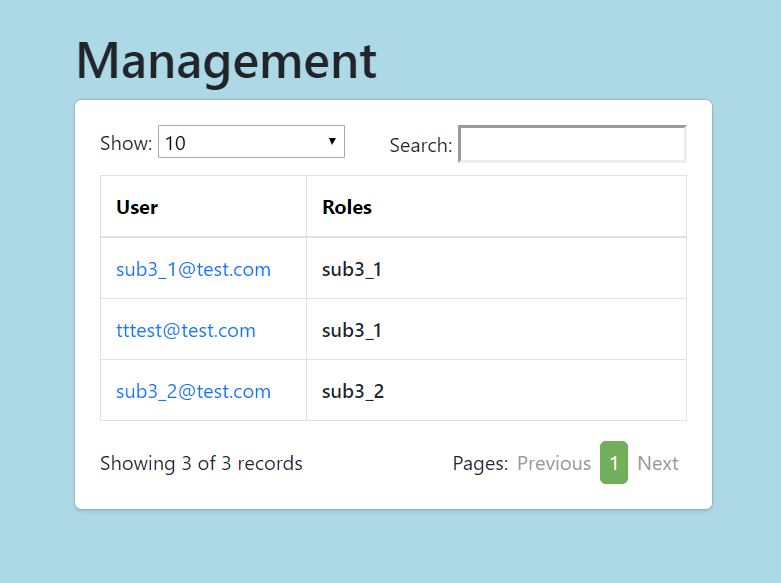 Management
Show: 10 Search:
User Roles
sub3_1@test.com sub3_1
tttest@test.com sub3_1
sub3_2@test.com sub3_2
Showing 3 of 3 records Pages: Previous 1 Next